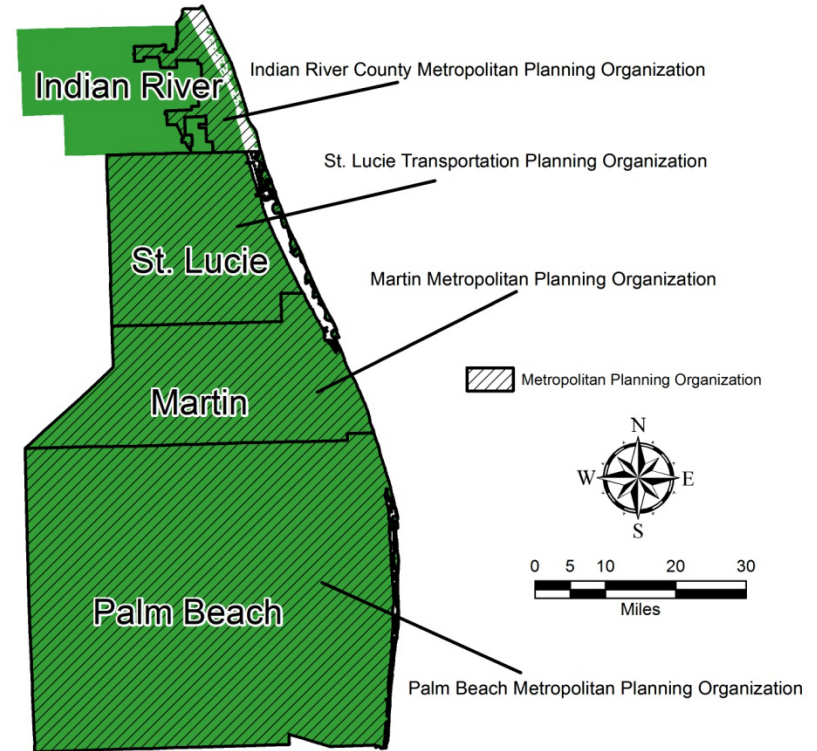 Indian River
Indian River County Metropolitan Planning Organization
St. Lucie Transportation Planning Organization
St. Lucie
Martin Metropolitan Planning Organization
Metropolitan Planning Organization
Martin
N
W E
S
0 5 10 20 30
Miles
Palm Beach
Palm Beach Metropolitan Planning Organization